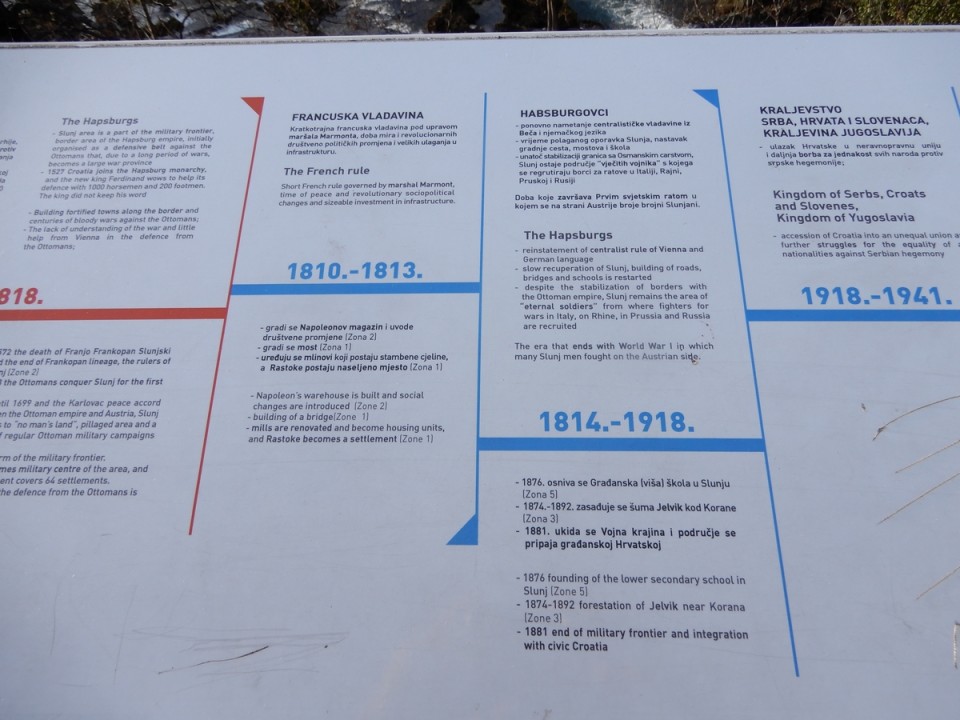 The Hapsburgs
- Slunj area is a part of the military frontier,
border area of the Hapsburg empire, initially
organised as a defensive belt against the
Ottomans that, due to a long period of wars,
becomes a large war province
- 1527 Croatia joins the Hapsburg monarchy,
and the new king Ferdinand vows to help its
defence with 1000 horsemen and 200 footmen.
The king did not keep his word
- Building fortified towns along the border and
centuries of bloody wars against the Ottomans;
- The lack of understanding of the war and little
help from Vienna in the defence from
the Ottomans;
818.
572 the death of Franjo Frankopan Slunjski
the end of Frankopan lineage, the rulers of
(Zone 2)
the Ottomans conquer Slunj for the first
until 1699 and the Karlovac peace accord
the Ottoman empire and Austria, Slunj
to "no man's land", pillaged area and a
of regular Ottoman military campaigns
of the military frontier.
military centre of the area, and
covers 64 settlements.
the defence from the Ottomans is
FRANCUSKA VLADAVINA
Kratkotrajna francuska vladavina pod upravom
maršala Marmonta, doba mira i revolucionarnih
društveno političkih promjena i velikih ulaganja u
infrastrukturu.
The French rule
Short French rule governed by marshal Marmont,
time of peace and revolutionary sociopolitical
changes and sizeable investment in infrastructure.
1810.-1813.
- gradi se Napoleonov magazin i uvode
društvene promjene (Zona 2)
- gradi se most (Zona 1)
- uređuju se mlinovi koji postaju stambene cjeline,
a Rastoke postaju naseljeno mjesto (Zona 1)
- Napoleon's warehouse is built and social
changes are introduced (Zone 2)
- building of a bridge(Zone 1)
- mills are renovated and become housing units,
and Rastoke becomes a settlement (Zone 1)
HABSBURGOVCI
- ponovno nametanje centralističke vladavine iz
Beča i njemačkog jezika
- vrijeme polaganog oporavka Slunja, nastavak
gradnje cesta, mostova i škola
- unatoč stabilizaciji granica sa Osmanskim carstvom,
Slunj ostaje područje "vječitih vojnika" s kojega
se regrutiraju borci za ratove u Italiji, Rajni,
Pruskoj i Rusiji
Doba koje završava Prvim svjetskim ratom u
kojem se na strani Austrije broje brojni Slunjani.
The Hapsburgs
- reinstatement of centralist rule of Vienna and
German language
- slow recuperation of Slunj, building of roads,
bridges and schools is restarted
- despite the stabilization of borders with
the Ottoman empire, Slunj remains the area of
"eternal soldiers" from where fighters for
wars in Italy, on Rhine, in Prussia and Russia
are recruited
The era that ends with World War I in which
many Slunj men fought on the Austrian side.
1814.-1918.
- 1876. osniva se Građanska (viša) škola u Slunju
(Zona 5)
- 1874.-1892. zasađuje se šuma Jelvik kod Korane
(Zona 3)
- 1881. ukida se Vojna krajina i područje se
pripaja građanskoj Hrvatskoj
- 1876 founding of the lower secondary school in
Slunj (Zone 5)
- 1874-1892 forestation of Jelvik near Korana
(Zone 3)
- 1881 end of military frontier and integration
with civic Croatia
KRALJEVSTVO
SRBA, HRVATA I SLOVENACA,
KRALJEVINA JUGOSLAVIJA
- ulazak Hrvatske u neravnopravnu uniju
i daljnja borba za jednakost svih naroda protiv
srpske hegemonije;
Kingdom of Serbs, Croats
and Slovenes,
Kingdom of Yugoslavia
- accession of Croatia into an unequal union a
further struggles for the equality of a
nationalities against Serbian hegemony
1918.-1941.